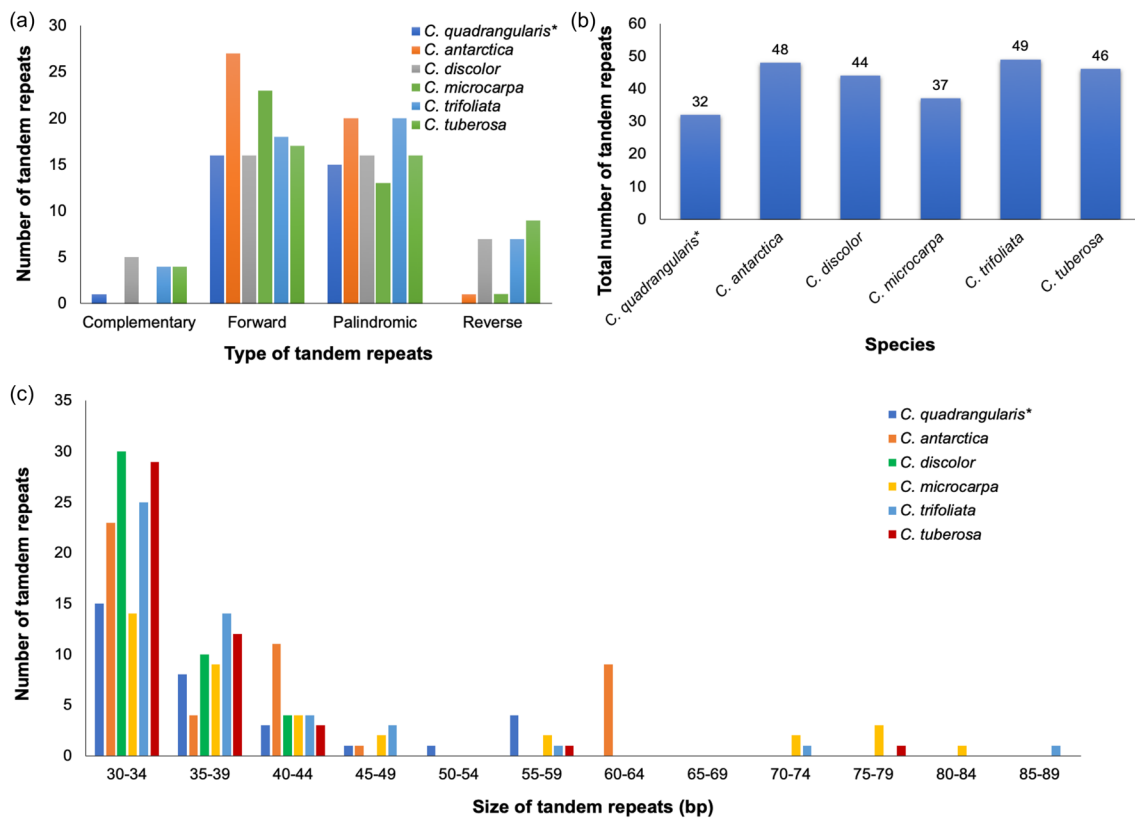 (a)
Number of tandem repeats
30
25
20
15
10
5
0
C. quadrangularis*
C. antarctica
C. discolor
C. microcarpa
C. trifoliata
C. tuberosa
Complementary Forward Palindromic Reverse
Type of tandem repeats
(b)
Total number of tandem repeats
60
50
40
30
20
10
0
32 48 44 37 49 46
C. quadrangularis* C. antarctica C. discolor C. microcarpa C. trifoliata C. tuberosa
Species
(c)
Number of tamdem repeats
35
30
25
20
15
10
5
0
C. quadrangularis*
C. antarctica
C. discolor
C. microcarpa
C. trifoliata
C. tuberosa
30-34 35-39 40-44 45-49 50-54 55-59 60-64 65-69 70-74 75-79 80-84 85-89
Size of tandem repeats (bp)